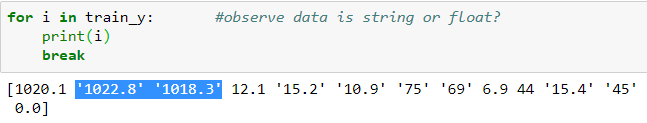 for i in train_y:       #observe data is string or float?
    print(i)
    break
[1020.1 '1022.8' '1018.3' 12.1 '15.2' '10.9' '75' '69' 6.9 44 '15.4' '45'
 0.0]